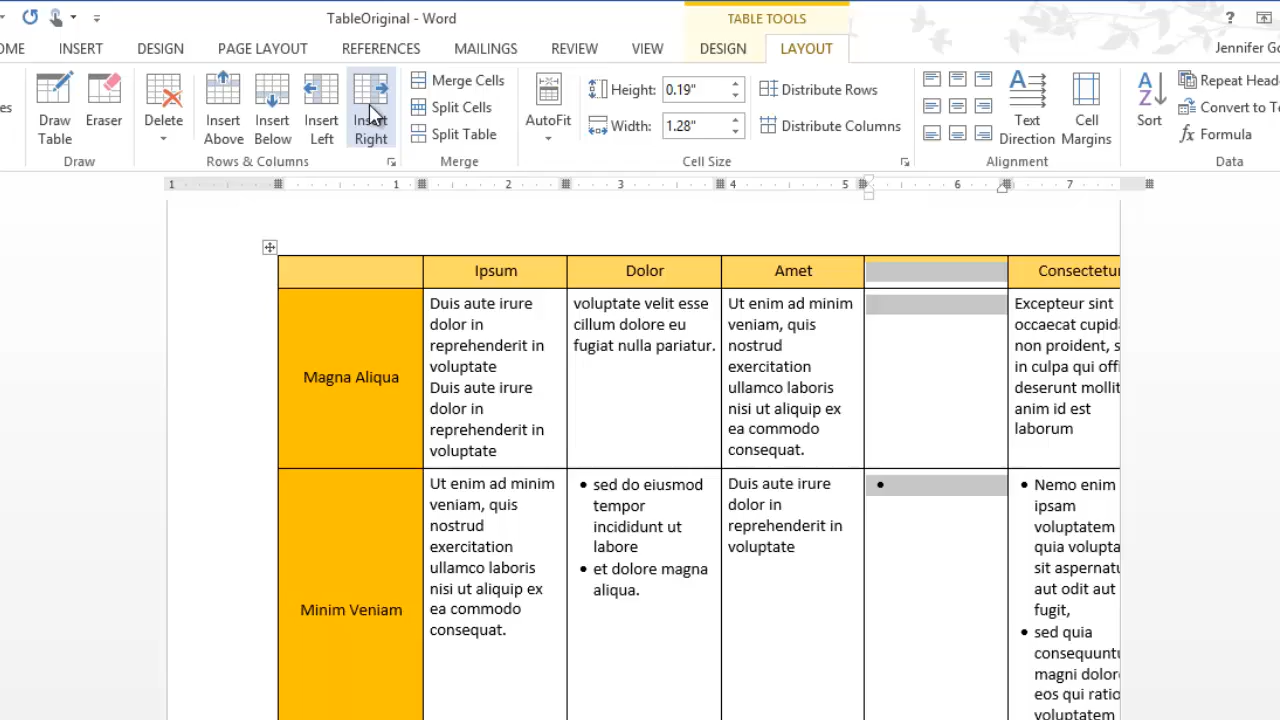 TableOriginal - Word
TABLE TOOLS
?
OME INSERT DESIGN PAGE LAYOUT REFERENCES MAILINGS REVIEW VIEW DESIGN LAYOUT
Jennifer Go
es
Draw Table
Eraser
Delete
Insert Above
Insert Below
Insert Left
Insert Right
Merge Cells
Split Cells
Split Table
AutoFit
Height: 0.19"
Width: 1.28"
Distribute Rows
Distribute Columns
Text Direction
Cell Margins
A Z
Sort
Repeat Heade
Convert to Te
fx Formula
Draw Rows & Columns Merge Cell Size Alignment Data
1 1 2 3 4 5 6 7
Ipsum Dolor Amet Consectetur
Magna Aliqua
Duis aute irure
dolor in
reprehenderit in
voluptate
Duis aute irure
dolor in
reprehenderit in
voluptate
voluptate velit esse
cillum dolore eu
fugiat nulla pariatur.
Ut enim ad minim
veniam, quis
nostrud
exercitation
ullamco laboris
nisi ut aliquip ex
ea commodo
consequat.
Excepteur sint
occaecat cupida
non proident, s
in culpa qui offi
deserunt mollit
anim id est
laborum
Minim Veniam
Ut enim ad minim
veniam, quis
nostrud
exercitation
ullamco laboris
nisi ut aliquip ex
ea commodo
consequat.
• sed do eiusmod
tempor
incididunt ut
labore
• et dolore magna
aliqua.
Duis aute irure
dolor in
reprehenderit in
voluptate
•
• Nemo enim
ipsam
voluptatem
quia volupta
sit aspernatu
aut odit aut
fugit,
• sed quia
consequuntu
magni dolore
eos qui ratio
voluptatem